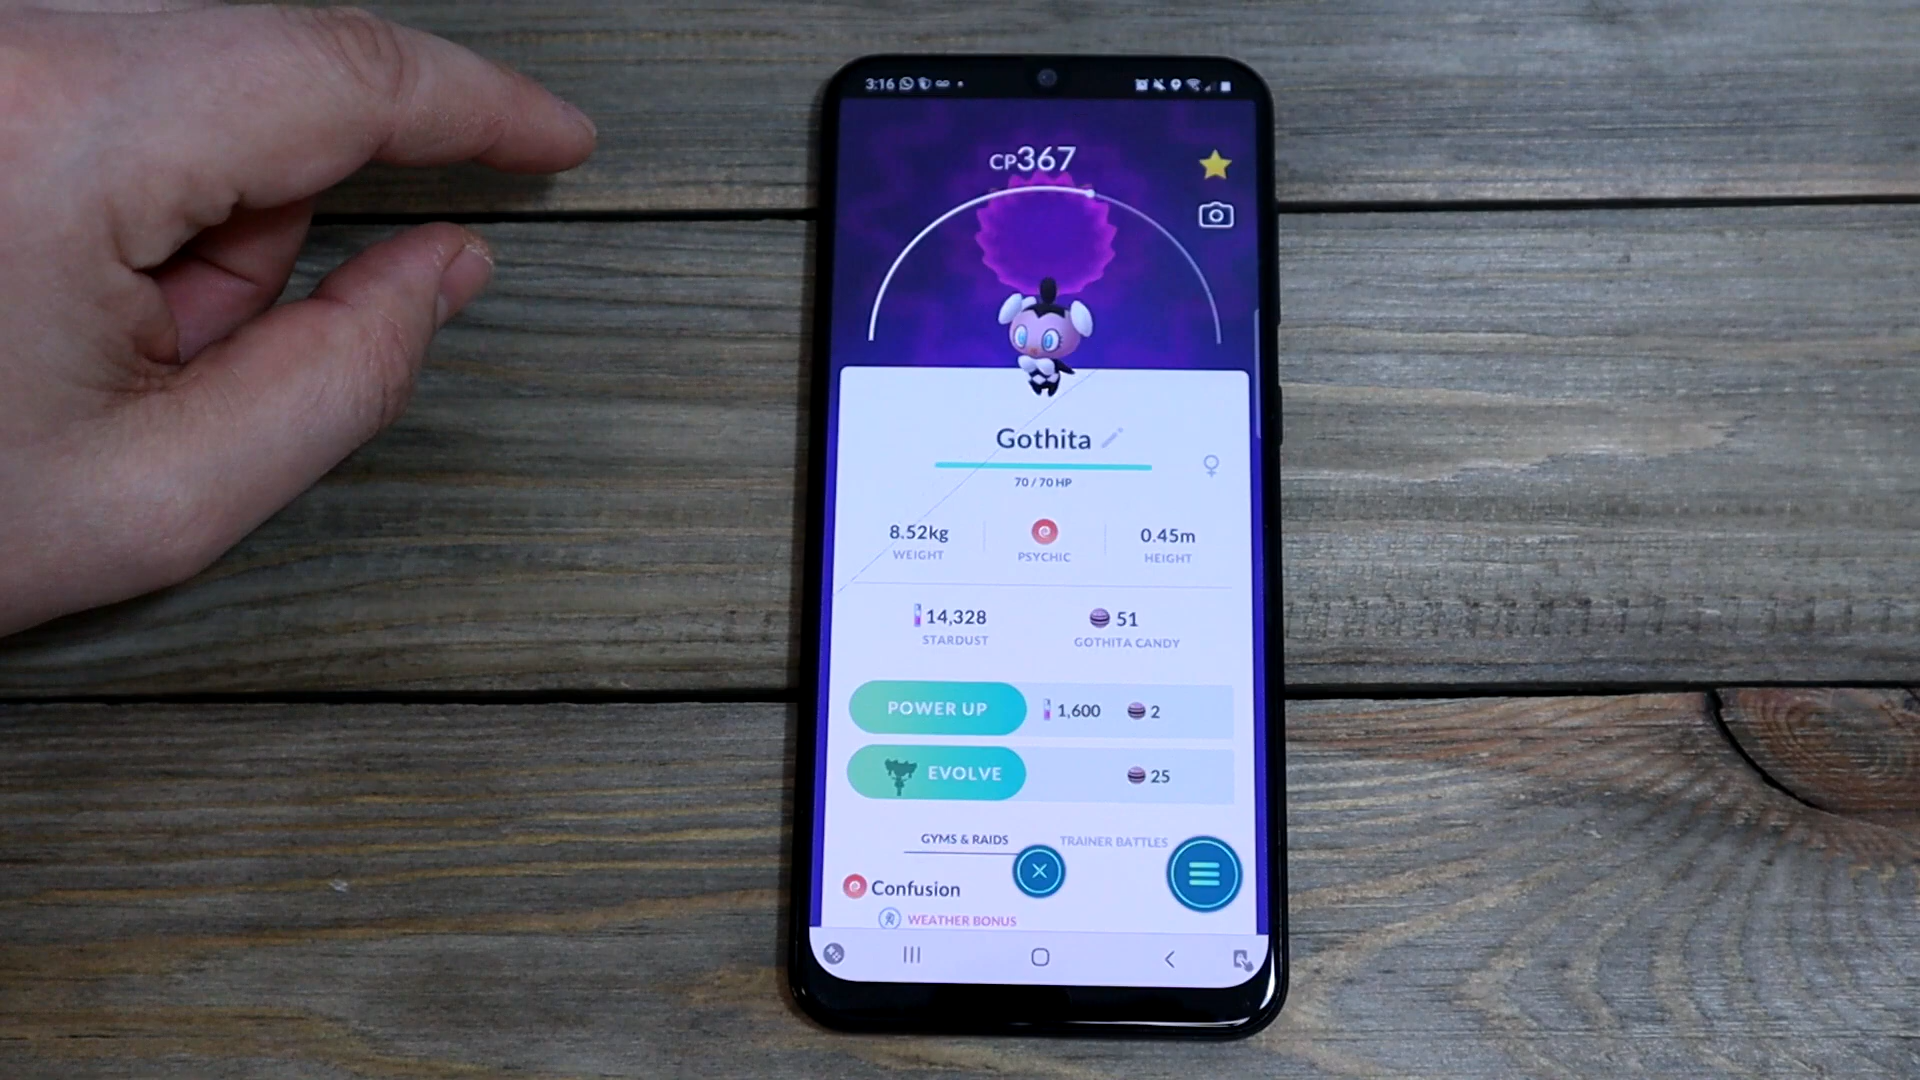 3:16
CP367
Gothita
70 / 70 HP
8.52kg
WEIGHT
PSYCHIC
0.45m
HEIGHT
14,328
STARDUST
51
GOTHITA CANDY
POWER UP 1,600 2
EVOLVE 25
GYMS & RAIDS TRAINER BATTLES
Confusion
WEATHER BONUS